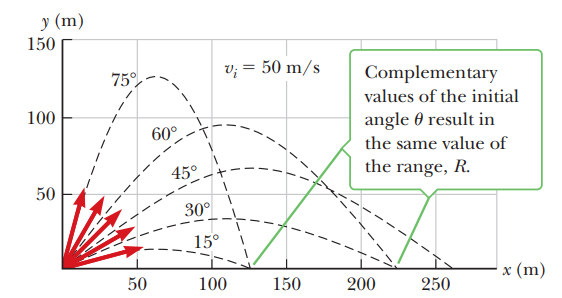 y (m)
150
100
50
75°
60°
45°
30°
15°
v_i = 50 m/s
Complementary
values of the initial
angle θ result in
the same value of
the range, R.
50
100
150
200
250
x (m)